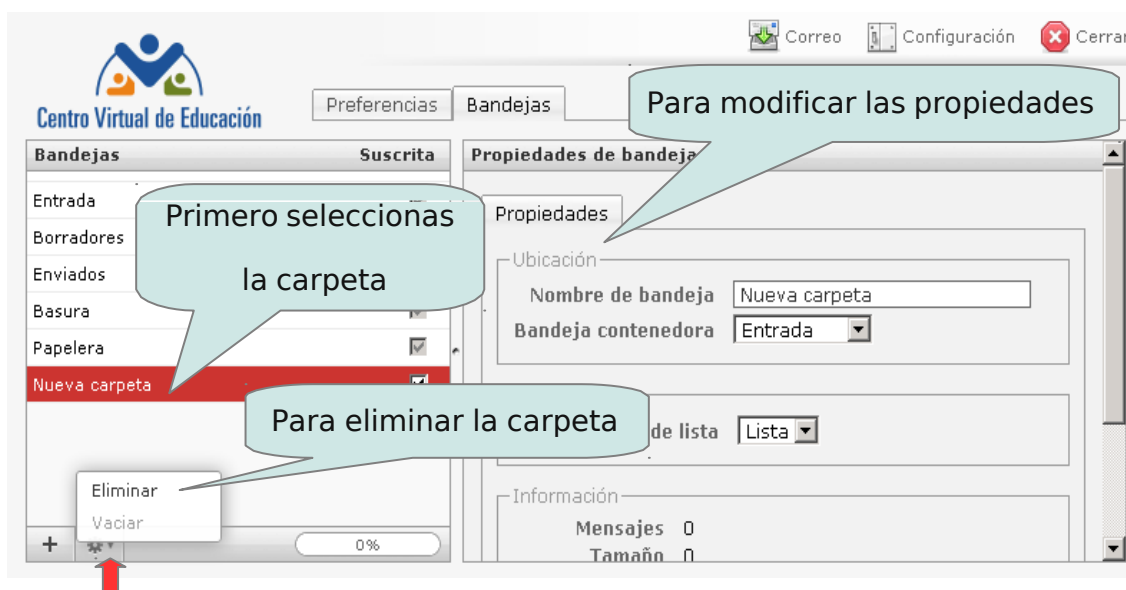 Correo
Configuración
Cerrar
Centro Virtual de Educación
Preferencias
Bandejas
Para modificar las propiedades
Bandejas
Suscrita
Propiedades de bandeja
Entrada
Borradores
Enviados
Basura
Papelera
Nueva carpeta
Primero seleccionas
la carpeta
Propiedades
Ubicación
Nombre de bandeja Nueva carpeta
Bandeja contenedora Entrada
Para eliminar la carpeta
de lista Lista
Eliminar
Vaciar
+
0%
Información
Mensajes 0
Tamaño 0